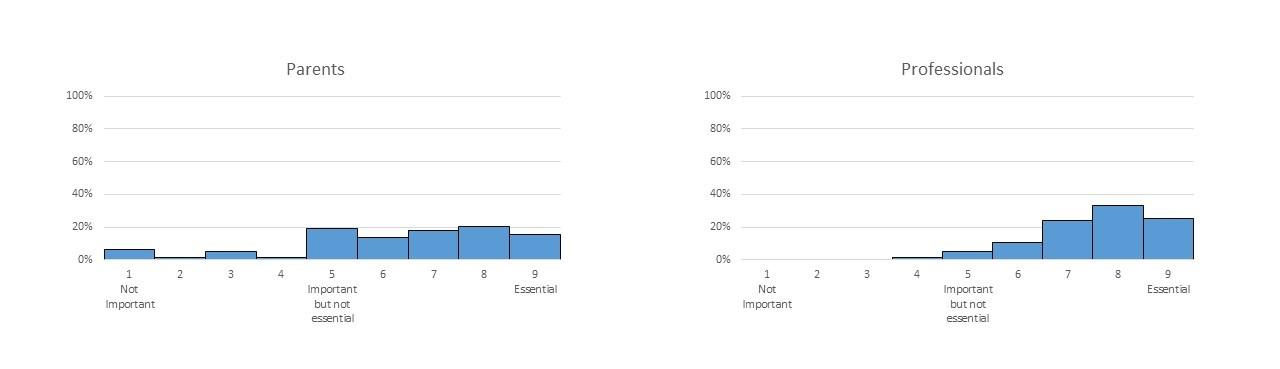 Parents
100%
80%
60%
40%
20%
0%
1 2 3 4 5 6 7 8 9
Not Important Essential
Important but not
essential
Professionals
100%
80%
60%
40%
20%
0%
1 2 3 4 5 6 7 8 9
Not Important Essential
Important but not
essential